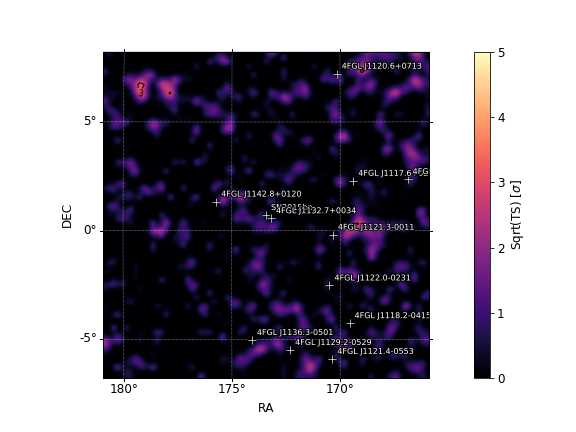 4FGL J1120.6+0713
4FGL J1117.6
4FG
4FGL J1142.8+0120
4FGL J1132.7+0034
4FGL J1121.3-0011
4FGL J1122.0-0231
4FGL J1118.2-0415
4FGL J1136.3-0501
4FGL J1129.2-0529
4FGL J1121.4-0553
5°
0°
-5°
DEC
180°
175°
170°
RA
5
4
3
2
1
0
Sqrt(TS) [σ]